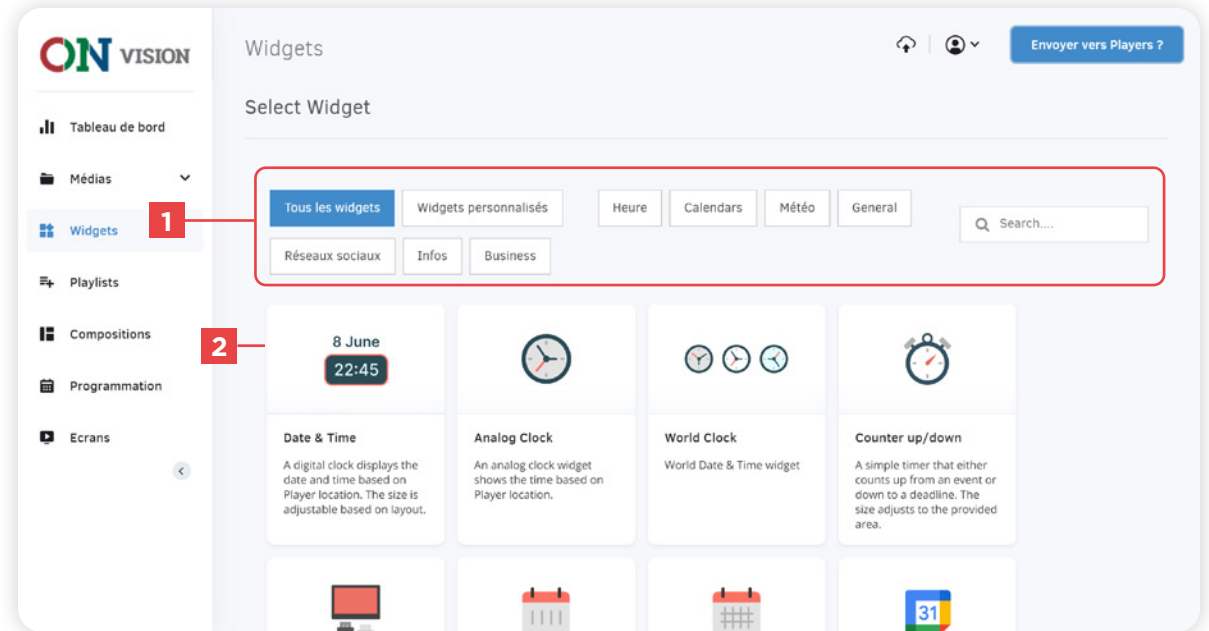 ON VISION
Widgets
Envoyer vers Players ?
Select Widget
Tableau de bord
Médias
Widgets
Playlists
Compositions
Programmation
Ecrans
1
Tous les widgets
Widgets personnalisés
Heure
Calendars
Météo
General
Search....
Réseaux sociaux
Infos
Business
2
8 June
22:45
Date & Time
A digital clock displays the
date and time based on
Player location. The size is
adjustable based on layout.
Analog Clock
An analog clock widget
shows the time based on
Player location.
World Clock
World Date & Time widget
Counter up/down
A simple timer that either
counts up from an event or
down to a deadline. The
size adjusts to the provided
area.
31